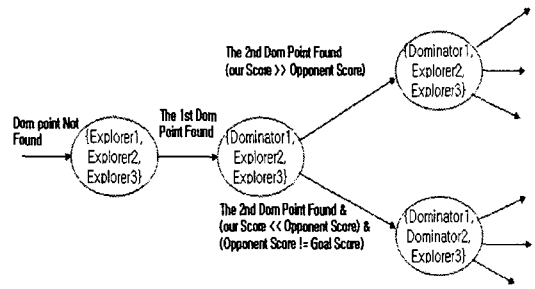 The 2nd Dom Point Found
(our Score >> Opponent Score)
{Dominator1,
Explorer2,
Explorer3}
Dom point Not
Found
{Explorer1,
Explorer2,
Explorer3}
The 1st Dom
Point Found
{Dominator1,
Explorer2,
Explorer3}
The 2nd Dom Point Found &
(our Score << Opponent Score) &
(Opponent Score != Goal Score)
{Dominator1,
Dominator2,
Explorer3}